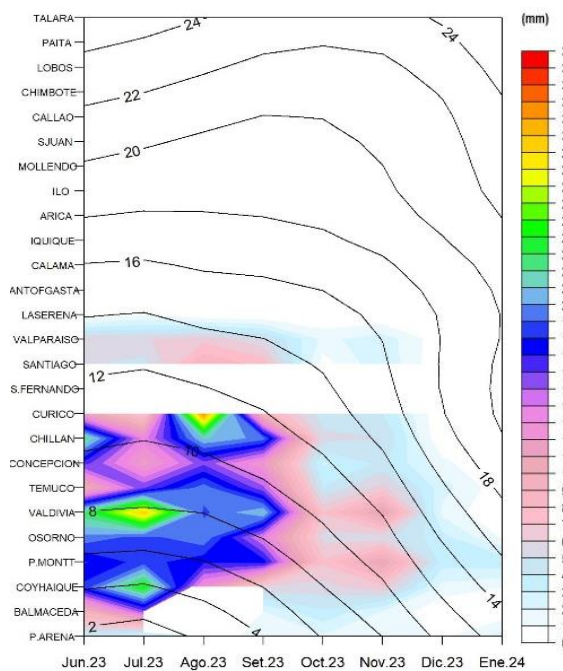 TALARA
(mm)
PAITA
LOBOS
CHIMBOTE
CALLAO
SJUAN
MOLLENDO
ILO
ARICA
IQUIQUE
CALAMA
ANTOFGASTA
LASERENA
VALPARAISO
SANTIAGO
S.FERNANDO
CURICO
CHILLAN
CONCEPCION
TEMUCO
VALDIVIA
OSORNO
P.MONTT
COYHAIQUE
BALMACEDA
P.ARENA
24
24
22
20
16
12
10
18
8
14
2
4
Jun.23 Jul.23 Ago.23 Set.23 Oct.23 Nov.23 Dic.23 Ene.24